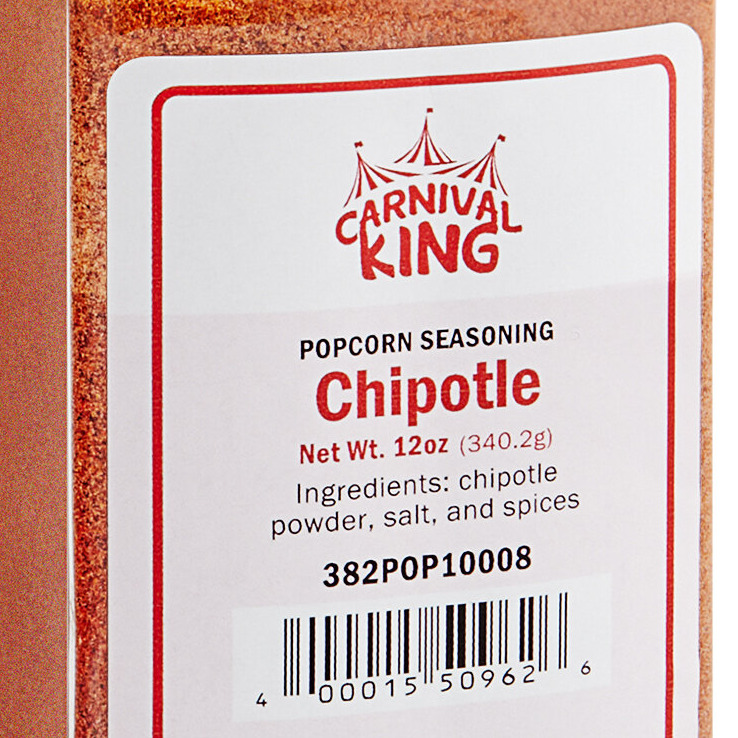 CARNIVAL
KING
POPCORN SEASONING
Chipotle
Net Wt. 12oz (340.2g)
Ingredients: chipotle
powder, salt, and spices
382POP10008
4 00015 50962 6